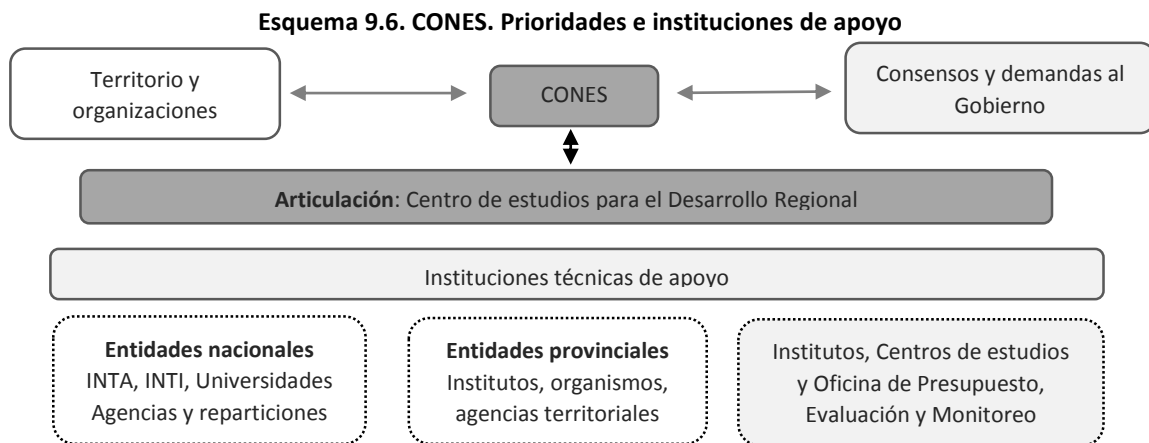 Esquema 9.6. CONES. Prioridades e instituciones de apoyo
Territorio y
organizaciones
CONES
Consensos y demandas al
Gobierno
Articulación: Centro de estudios para el Desarrollo Regional
Instituciones técnicas de apoyo
Entidades nacionales
INTA, INTI, Universidades
Agencias y reparticiones
Entidades provinciales
Institutos, organismos,
agencias territoriales
Institutos, Centros de estudios
y Oficina de Presupuesto,
Evaluación y Monitoreo